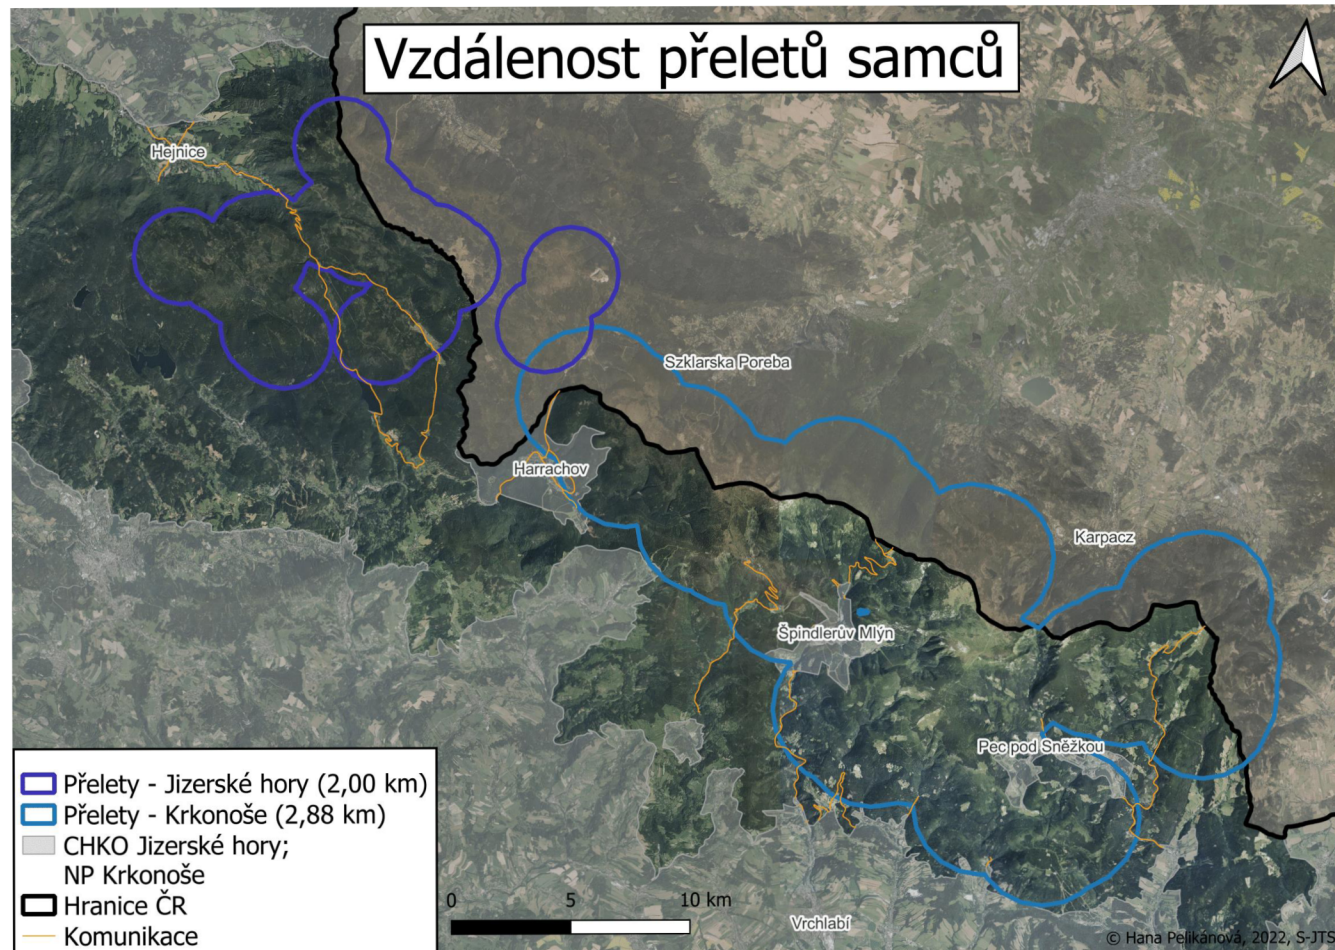 Vzdálenost přeletů samců
Hejnice
Szklarska Poreba
Harrachov
Karpacz
Špindlerův Mlýn
Pec pod Sněžkou
Vrchlabí
Přelety - Jizerské hory (2,00 km)
Přelety - Krkonoše (2,88 km)
CHKO Jizerské hory;
NP Krkonoše
Hranice ČR
Komunikace
0 5 10 km
© Hana Pelikánová, 2022, S-JTS